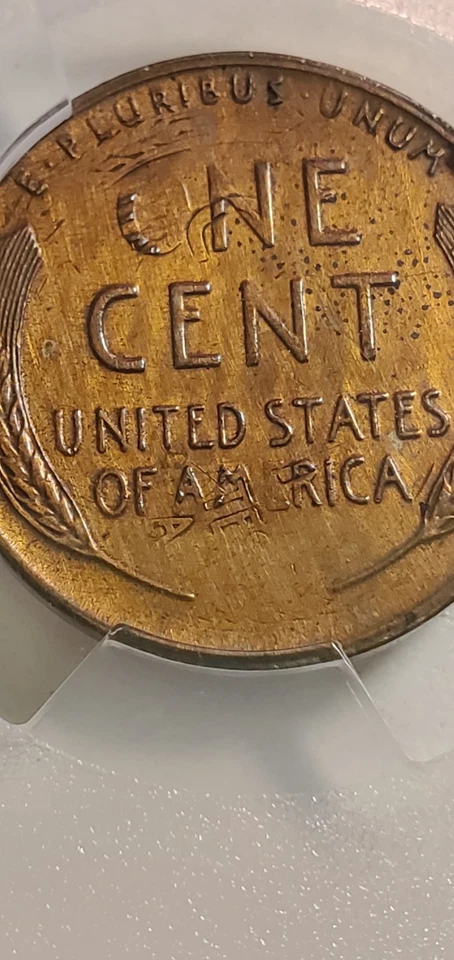 E · PLURIBUS · UNUM
ONE
CENT
UNITED STATES
OF AMERICA